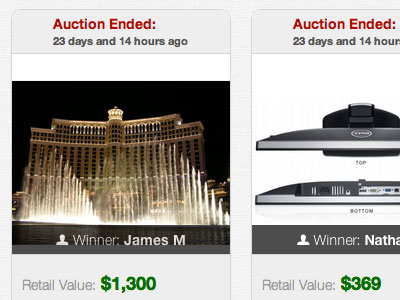 Auction Ended:
23 days and 14 hours ago
Winner: James M
Retail Value: $1,300
Auction Ended:
23 days and 14 hours
TOP
BOTTOM
Winner: Natha
Retail Value: $369